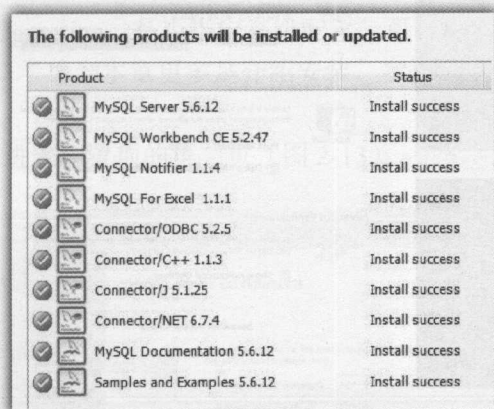 The following products will be installed or updated.
Product Status
MySQL Server 5.6.12 Install success
MySQL Workbench CE 5.2.47 Install success
MySQL Notifier 1.1.4 Install success
MySQL For Excel 1.1.1 Install success
Connector/ODBC 5.2.5 Install success
Connector/C++ 1.1.3 Install success
Connector/J 5.1.25 Install success
Connector/NET 6.7.4 Install success
MySQL Documentation 5.6.12 Install success
Samples and Examples 5.6.12 Install success